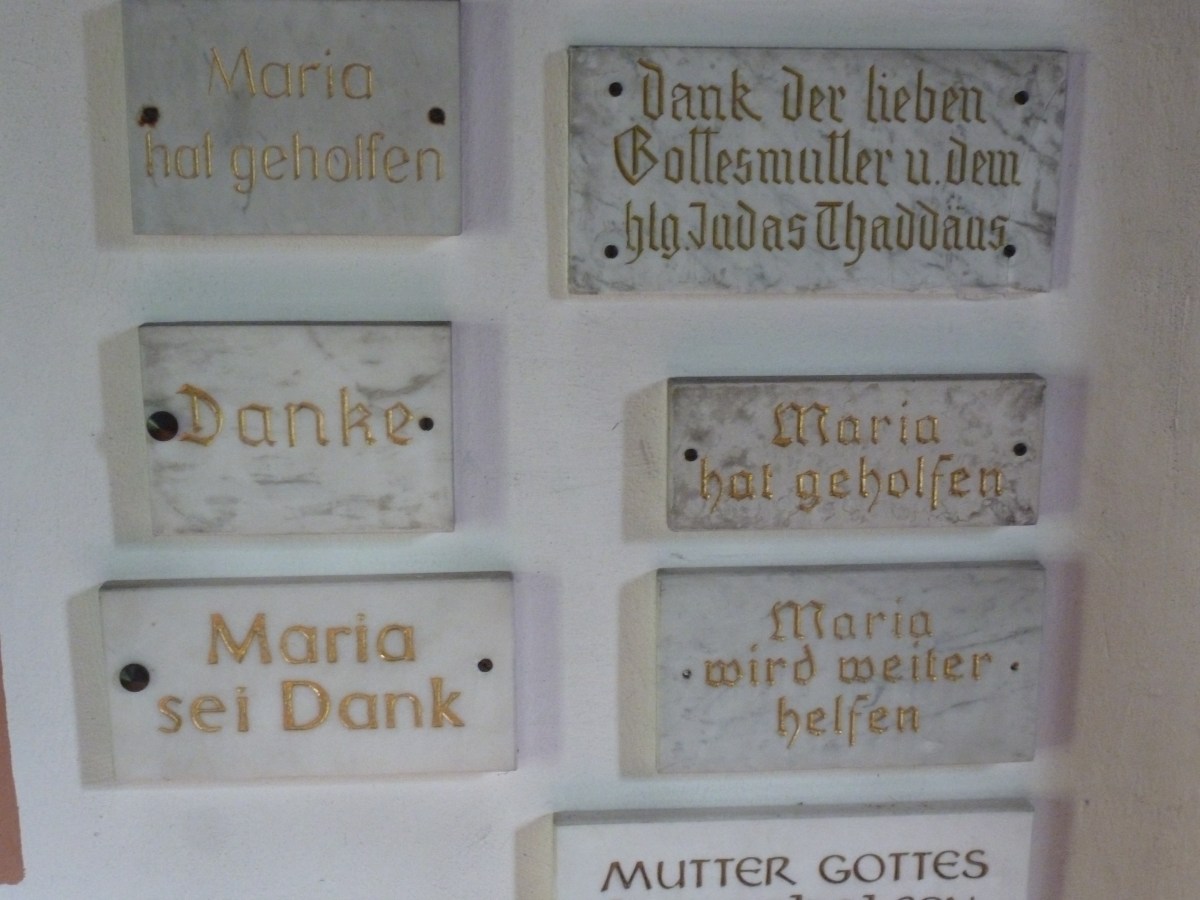 Maria
hat geholfen
Danke
Maria
sei Dank
Dank der lieben
Gottesmutter u. dem
hlg. Judas Thaddäus
Maria
hat geholfen
Maria
wird weiter
helfen
MUTTER GOTTES